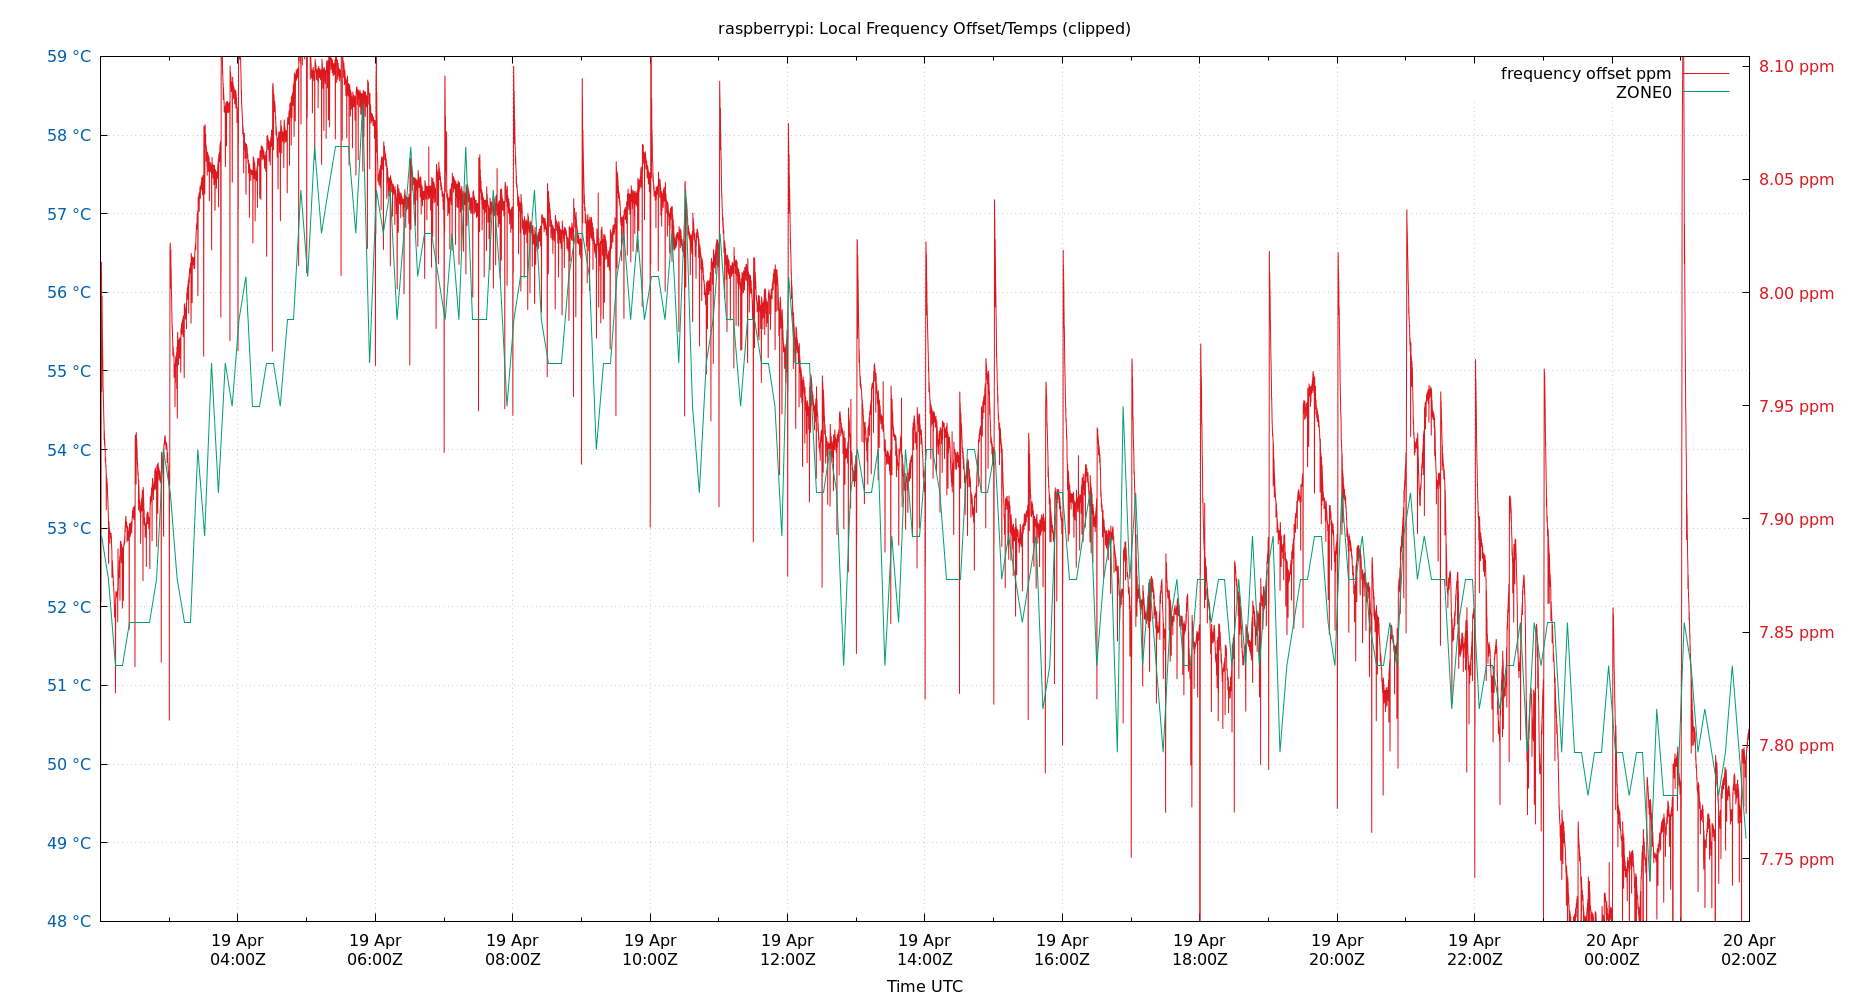 raspberrypi: Local Frequency Offset/Temps (clipped)
frequency offset ppm
ZONE0
59 °C
58 °C
57 °C
56 °C
55 °C
54 °C
53 °C
52 °C
51 °C
50 °C
49 °C
48 °C
8.10 ppm
8.05 ppm
8.00 ppm
7.95 ppm
7.90 ppm
7.85 ppm
7.80 ppm
7.75 ppm
19 Apr 19 Apr 19 Apr 19 Apr 19 Apr 19 Apr 19 Apr 19 Apr 19 Apr 19 Apr 20 Apr 20 Apr
04:00Z 06:00Z 08:00Z 10:00Z 12:00Z 14:00Z 16:00Z 18:00Z 20:00Z 22:00Z 00:00Z 02:00Z
Time UTC